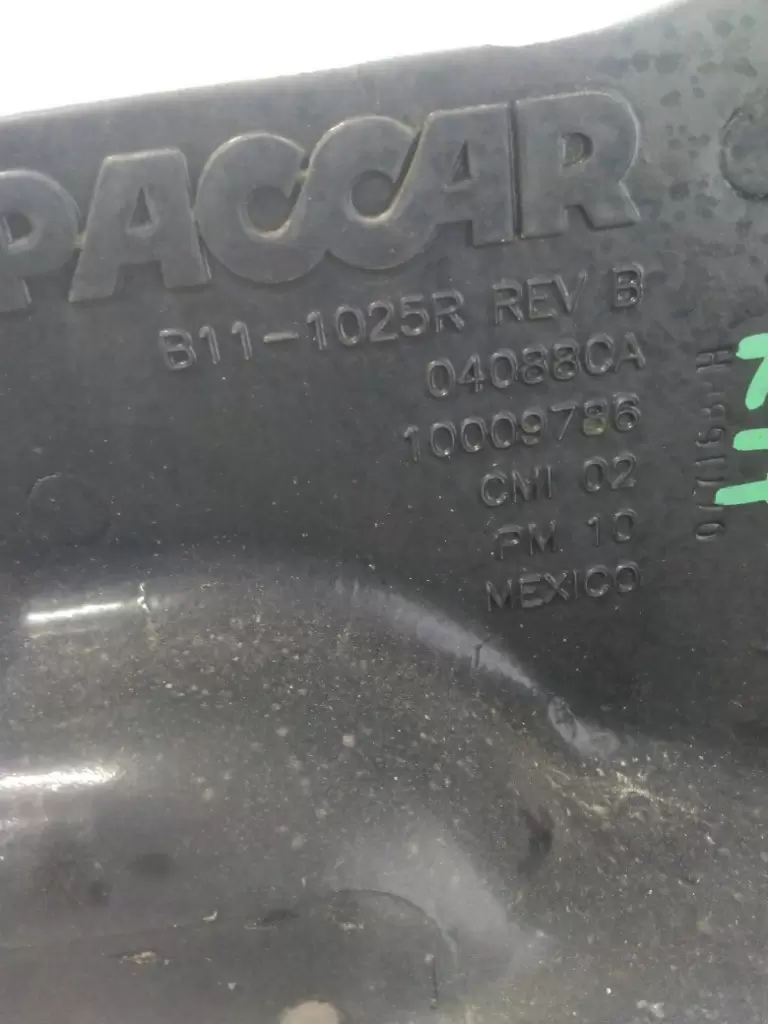 PACCAR
B11-1025R REV B
04088CA
10009786
CMI 02
PM 10
MEXICO